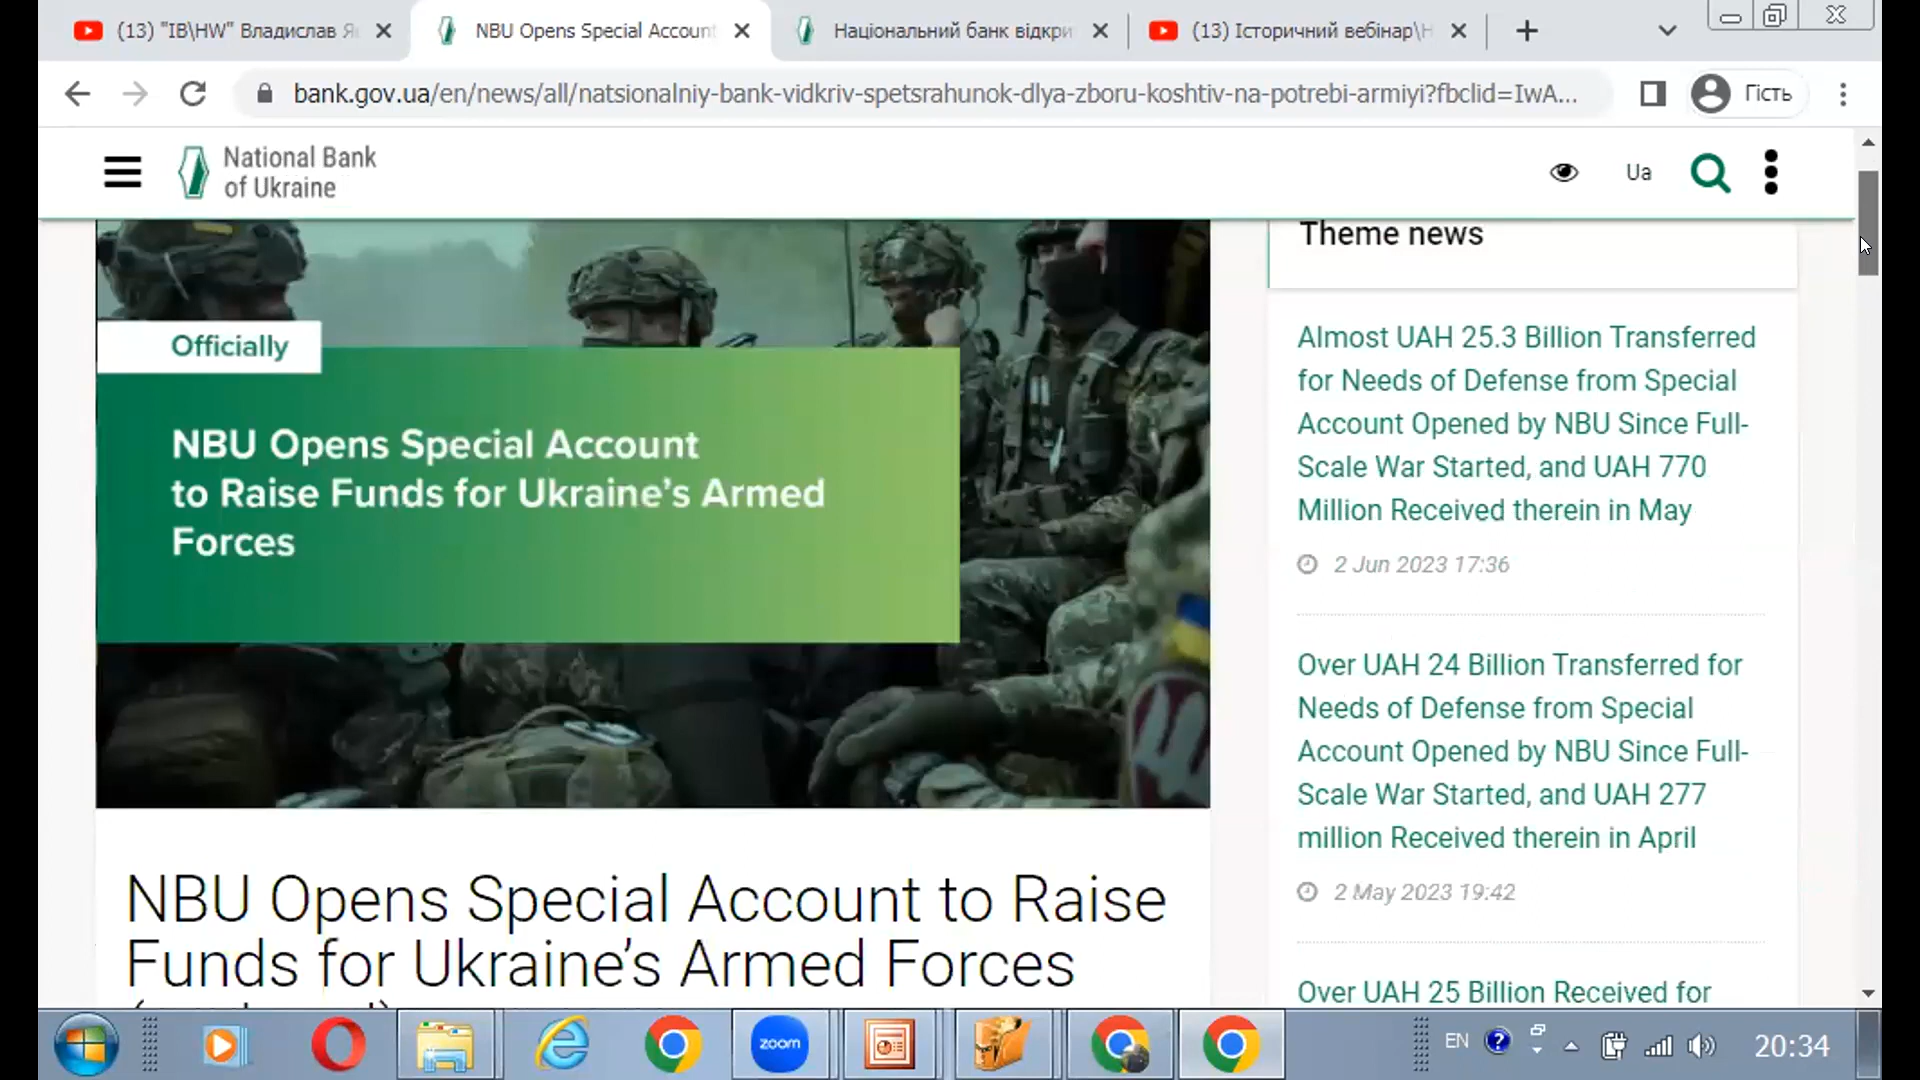 (13) "IB\HW" Владислав Я
NBU Opens Special Account
Національний банк відкри
(13) Історичний вебінар\H
bank.gov.ua/en/news/all/natsionalniy-bank-vidkriv-spetsrahunok-dlya-zboru-koshtiv-na-potrebi-armiyi?fbclid=IwA...
Гість
National Bank
of Ukraine
Ua
Officially
NBU Opens Special Account
to Raise Funds for Ukraine’s Armed
Forces
NBU Opens Special Account to Raise
Funds for Ukraine’s Armed Forces
Theme news
Almost UAH 25.3 Billion Transferred
for Needs of Defense from Special
Account Opened by NBU Since Full-
Scale War Started, and UAH 770
Million Received therein in May
2 Jun 2023 17:36
Over UAH 24 Billion Transferred for
Needs of Defense from Special
Account Opened by NBU Since Full-
Scale War Started, and UAH 277
million Received therein in April
2 May 2023 19:42
Over UAH 25 Billion Received for
zoom
EN
20:34